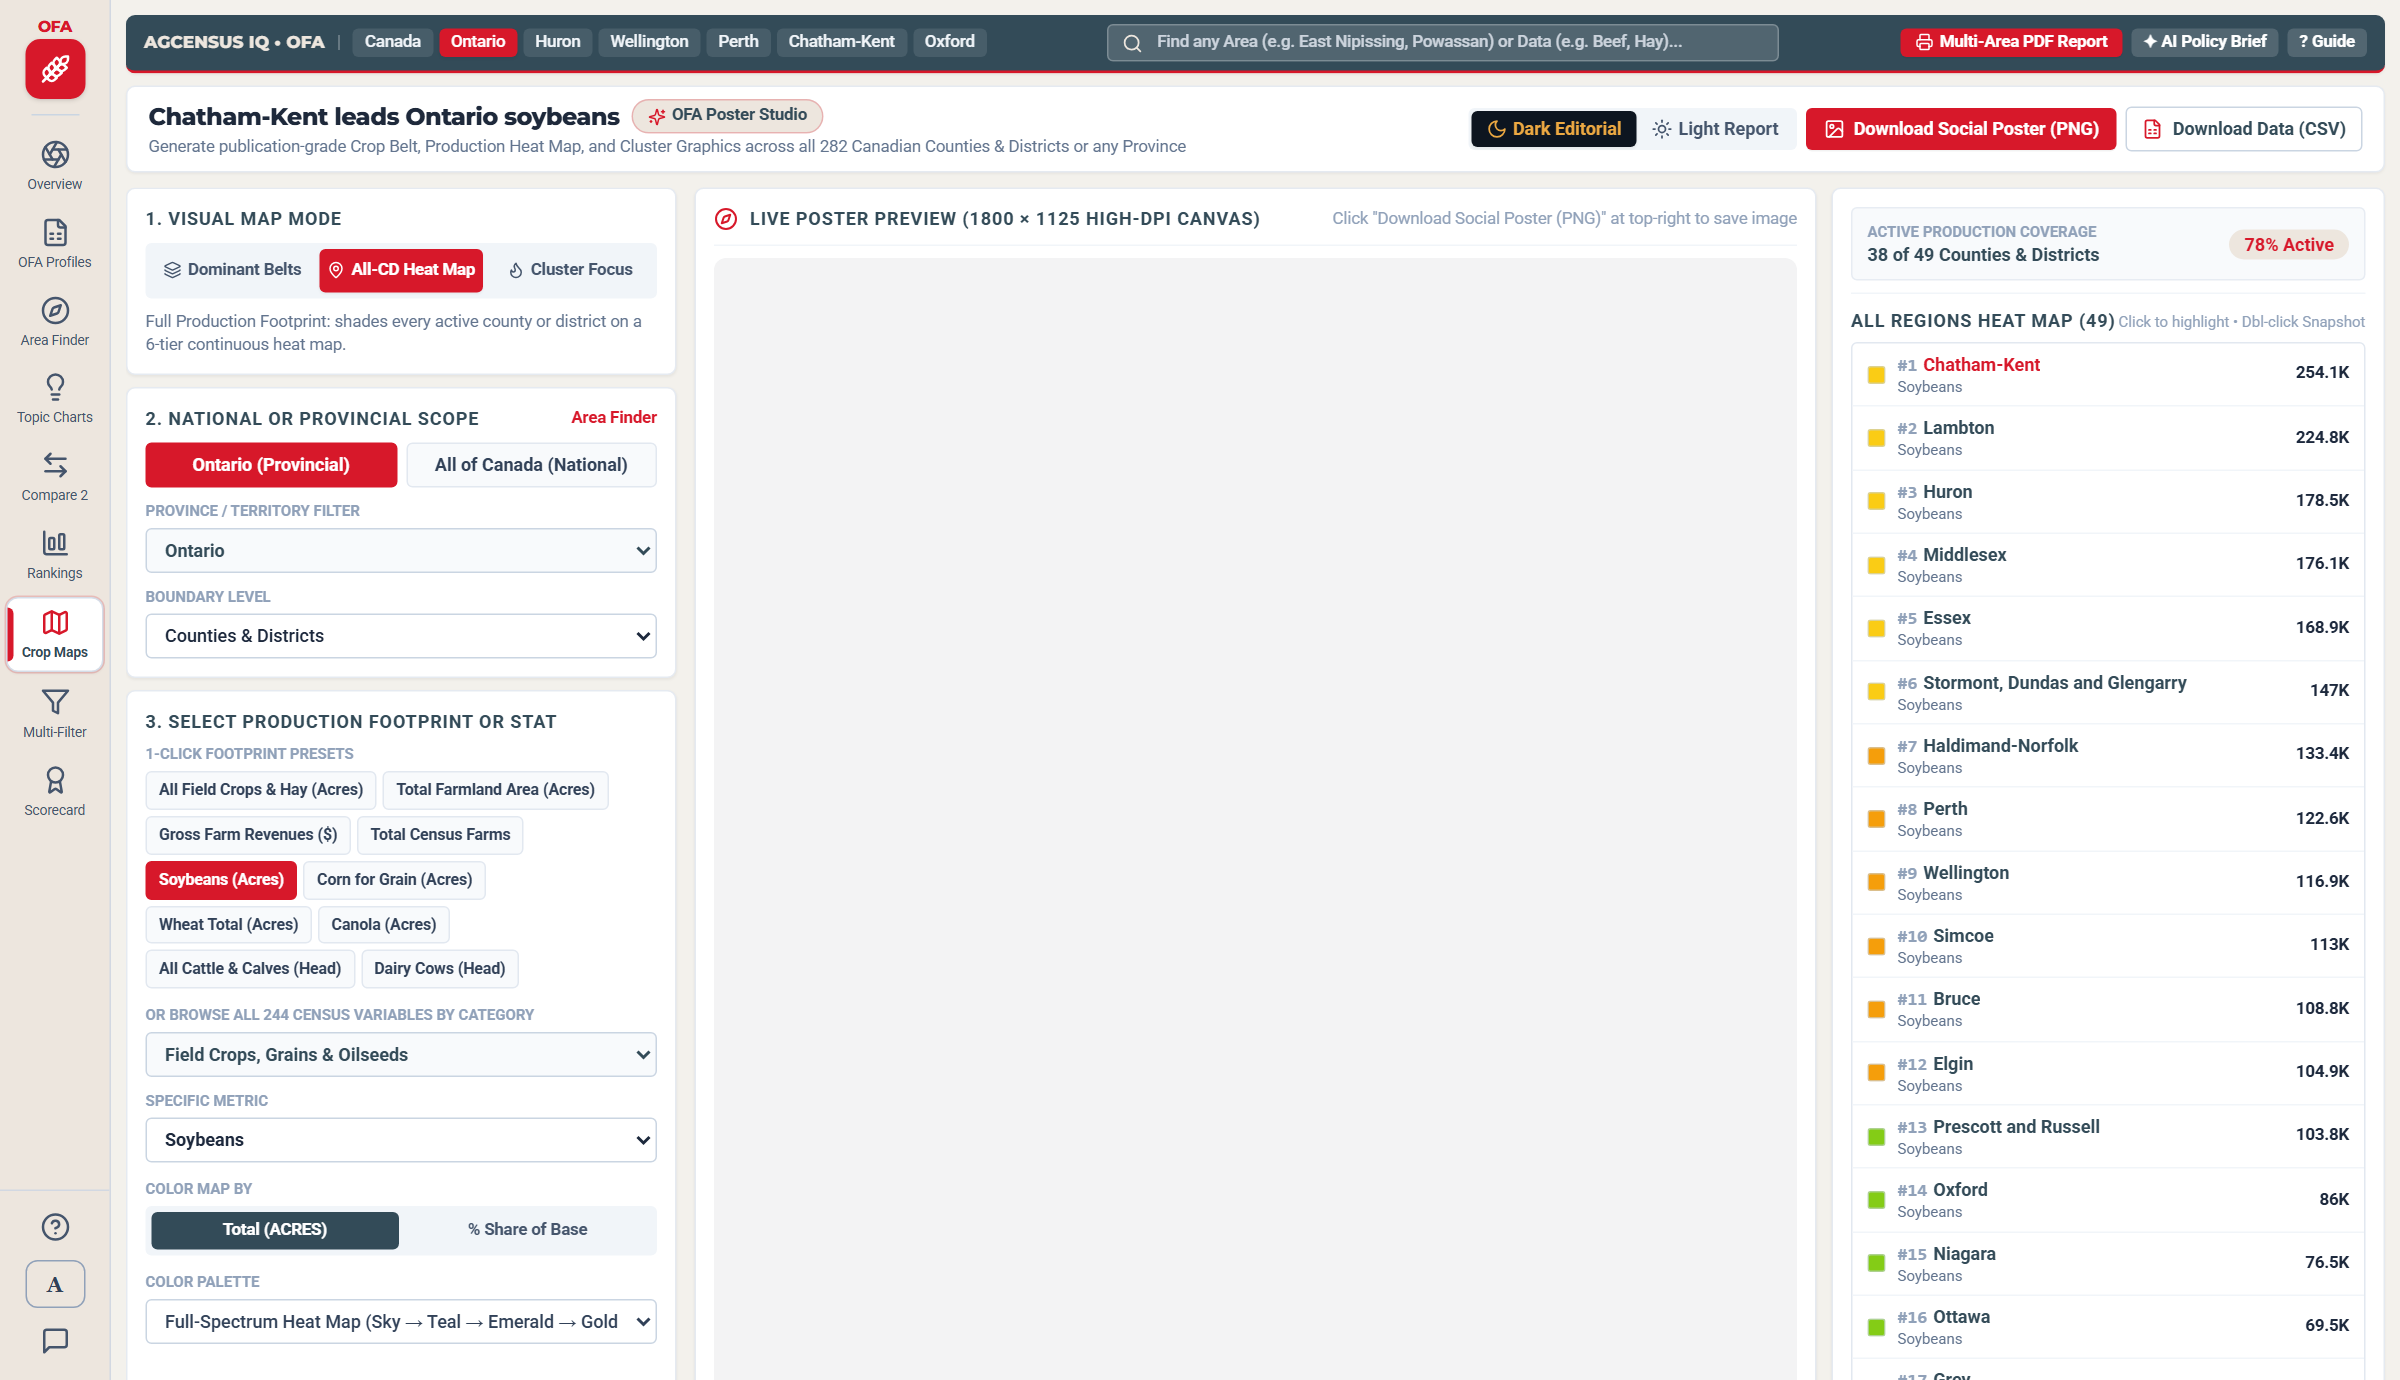 OFA
Overview
OFA Profiles
Area Finder
Topic Charts
Compare 2
Rankings
Crop Maps
Multi-Filter
Scorecard
A
AGCENSUS IQ • OFA | Canada Ontario Huron Wellington Perth Chatham-Kent Oxford
Find any Area (e.g. East Nipissing, Powassan) or Data (e.g. Beef, Hay)...
Multi-Area PDF Report
✦ AI Policy Brief
? Guide
Chatham-Kent leads Ontario soybeans
OFA Poster Studio
Generate publication-grade Crop Belt, Production Heat Map, and Cluster Graphics across all 282 Canadian Counties & Districts or any Province
Dark Editorial
Light Report
Download Social Poster (PNG)
Download Data (CSV)
1. VISUAL MAP MODE
Dominant Belts
All-CD Heat Map
Cluster Focus
Full Production Footprint: shades every active county or district on a
6-tier continuous heat map.
2. NATIONAL OR PROVINCIAL SCOPE
Area Finder
Ontario (Provincial)
All of Canada (National)
PROVINCE / TERRITORY FILTER
Ontario
BOUNDARY LEVEL
Counties & Districts
3. SELECT PRODUCTION FOOTPRINT OR STAT
1-CLICK FOOTPRINT PRESETS
All Field Crops & Hay (Acres)
Total Farmland Area (Acres)
Gross Farm Revenues ($)
Total Census Farms
Soybeans (Acres)
Corn for Grain (Acres)
Wheat Total (Acres)
Canola (Acres)
All Cattle & Calves (Head)
Dairy Cows (Head)
OR BROWSE ALL 244 CENSUS VARIABLES BY CATEGORY
Field Crops, Grains & Oilseeds
SPECIFIC METRIC
Soybeans
COLOR MAP BY
Total (ACRES)
% Share of Base
COLOR PALETTE
Full-Spectrum Heat Map (Sky → Teal → Emerald → Gold
LIVE POSTER PREVIEW (1800 × 1125 HIGH-DPI CANVAS)
Click "Download Social Poster (PNG)" at top-right to save image
ACTIVE PRODUCTION COVERAGE
38 of 49 Counties & Districts
78% Active
ALL REGIONS HEAT MAP (49)
Click to highlight • Dbl-click Snapshot
#1 Chatham-Kent
Soybeans
254.1K
#2 Lambton
Soybeans
224.8K
#3 Huron
Soybeans
178.5K
#4 Middlesex
Soybeans
176.1K
#5 Essex
Soybeans
168.9K
#6 Stormont, Dundas and Glengarry
Soybeans
147K
#7 Haldimand-Norfolk
Soybeans
133.4K
#8 Perth
Soybeans
122.6K
#9 Wellington
Soybeans
116.9K
#10 Simcoe
Soybeans
113K
#11 Bruce
Soybeans
108.8K
#12 Elgin
Soybeans
104.9K
#13 Prescott and Russell
Soybeans
103.8K
#14 Oxford
Soybeans
86K
#15 Niagara
Soybeans
76.5K
#16 Ottawa
Soybeans
69.5K
#17 Grey